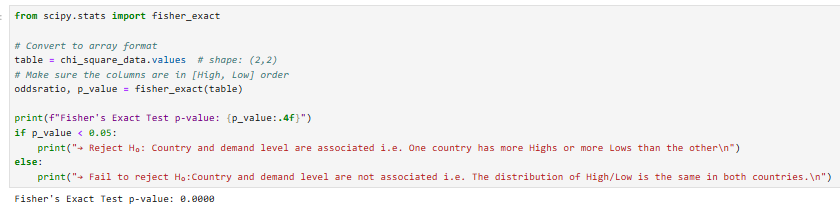 from scipy.stats import fisher_exact
# Convert to array format
table = chi_square_data.values  # shape: (2,2)
# Make sure the columns are in [High, Low] order
oddsratio, p_value = fisher_exact(table)
print(f"Fisher's Exact Test p-value: {p_value:.4f}")
if p_value < 0.05:
    print("→ Reject H₀: Country and demand level are associated i.e. One country has more Highs or more Lows than the other\n")
else:
    print("→ Fail to reject H₀:Country and demand level are not associated i.e. The distribution of High/Low is the same in both countries.\n")
Fisher's Exact Test p-value: 0.0000